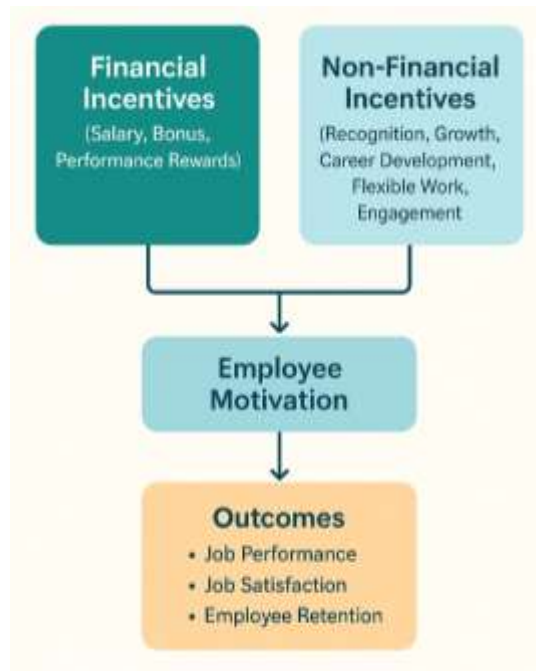 Financial
Incentives
(Salary, Bonus,
Performance Rewards)
Non-Financial
Incentives
(Recognition, Growth,
Career Development,
Flexible Work,
Engagement
Employee
Motivation
Outcomes
• Job Performance
• Job Satisfaction
• Employee Retention